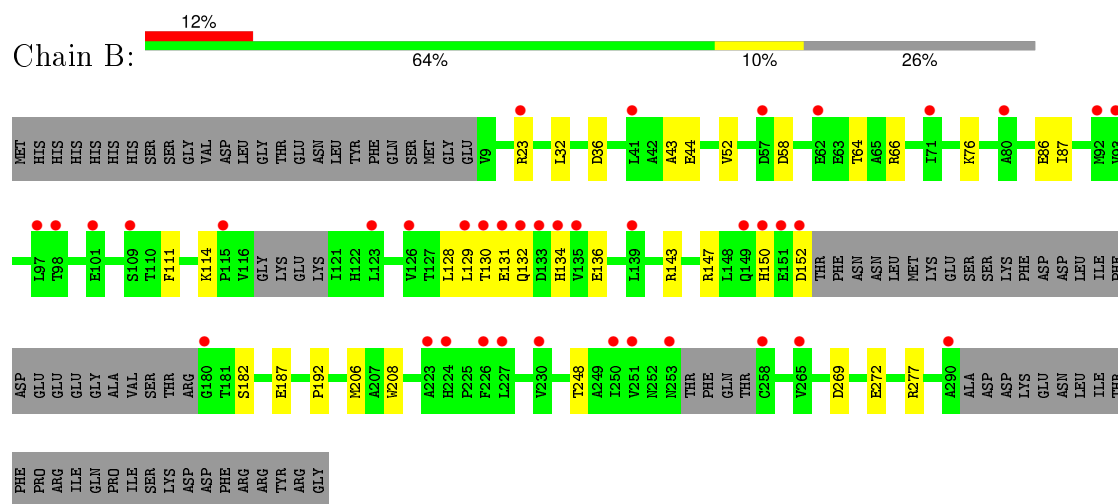 12%
Chain B:
64% 10% 26%
MET HIS HIS HIS HIS HIS HIS SER SER GLY VAL ASP LEU GLY THR GLU ASN LEU TYR PHE GLN SER MET GLY GLU V9 R23 L32 D36 L41 A42 A43 E44 V52 D57 D58 E62 E63 T64 A65 R66 I71 K76 A80 E86 I87 M92 V93
L97 T98 E101 S109 T110 F111 K114 P115 V116 GLY LYS GLU LYS I121 H122 L123 V126 T127 L128 L129 T130 E131 Q132 D133 H134 V135 E136 L139 R143 R147 L148 Q149 H150 E151 D152 THR PHE ASN ASN LEU MET LYS GLU SER SER LYS PHE ASP ASP LEU ILE PHE
ASP GLU GLU GLU GLY ALA VAL SER THR ARG G180 T181 S182 E187 P192 M206 A207 W208 A223 H224 P225 F226 L227 V230 T248 A249 I250 V251 N252 N253 THR PHE GLN THR C258 V265 D269 E272 R277 A290 ALA ASP ASP LYS GLU ASN LEU ILE THR
PHE PRO ARG ILE GLN PRO ILE SER LYS ASP ASP PHE ARG ARG TYR ARG GLY